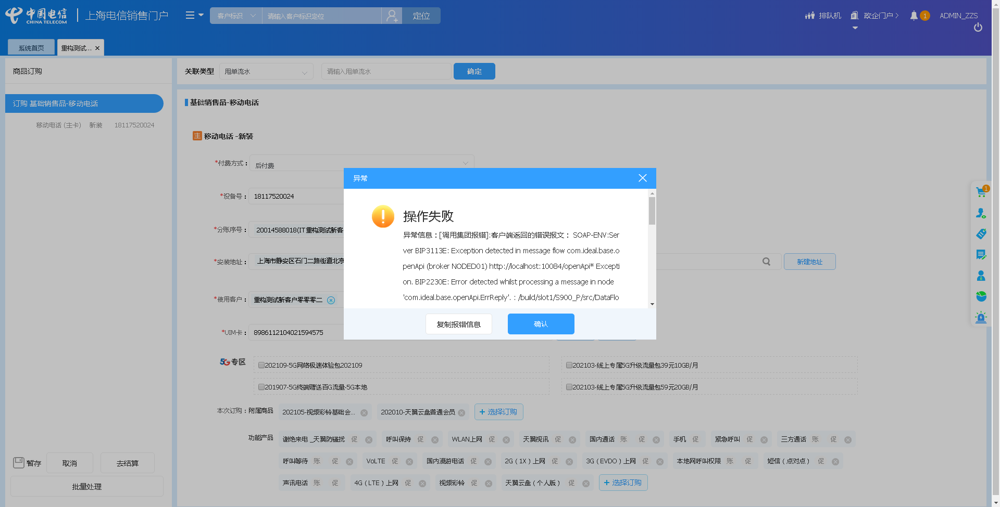 中国电信
CHINA TELECOM
上海电信销售门户
客户标识
请输入客户标识定位
定位
排队机
政企门户
1
ADMIN_ZZS
系统首页
重构测试...
商品订购
关联类型
甩单流水
请输入甩单流水
确定
订购 基础销售品-移动电话
移动电话 (主卡) 新装 18117520024
基础销售品-移动电话
主 移动电话 -新装
*付费方式：
后付费
*设备号：
18117520024
*分账序号：
20014588018(IT重构测试新客
*安装地址：
上海市静安区石门二路街道北京
新建地址
*使用客户：
重构测试新客户零零零二
*UIM卡：
8986112104021594575
异常
操作失败
异常信息：[调用集团报错]:客户端返回的错误报文： SOAP-ENV:Ser
ver BIP3113E: Exception detected in message flow com.ideal.base.o
penApi (broker NODED01) http://localhost:10084/openApi* Excepti
on. BIP2230E: Error detected whilst processing a message in node
'com.ideal.base.openApi.ErrReply'. : /build/slot1/S900_P/src/DataFlo
复制报错信息
确认
1
5G专区
202109-5G网络极速体验包202109
202103-线上专属5G升级流量包39元10GB/月
201907-5G终端赠送百G流量-5G本地
202103-线上专属5G升级流量包59元20GB/月
本次订购：附属商品
202105-视频彩铃基础会...
202010-天翼云盘普通会员
+ 选择订购
功能产品
谢绝来电_天翼防骚扰 促
呼叫保持 促
WLAN上网 促
天翼视讯 促
国内通话 账 促
手机 促
紧急呼叫 促
三方通话 账 促
呼叫等待 账 促
VoLTE 促
国内漫游电话 促
2G（1X）上网 促
3G（EVDO）上网 促
本地网呼叫权限 账 促
短信（点对点） 促
声讯电话 账 促
4G（LTE）上网 促
视频彩铃 促
天翼云盘（个人版） 促
+ 选择订购
暂存
取消
去结算
批量处理